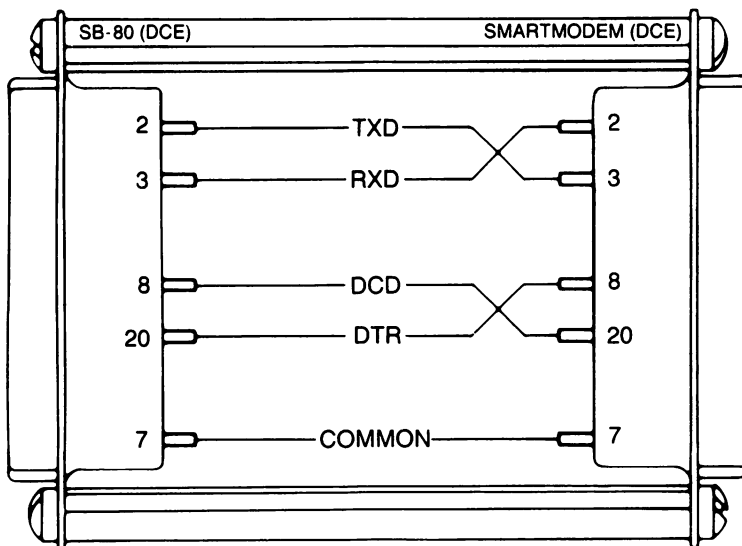 SB-80 (DCE) SMARTMODEM (DCE)
2 TXD 2
3 RXD 3
8 DCD 8
20 DTR 20
7 COMMON 7